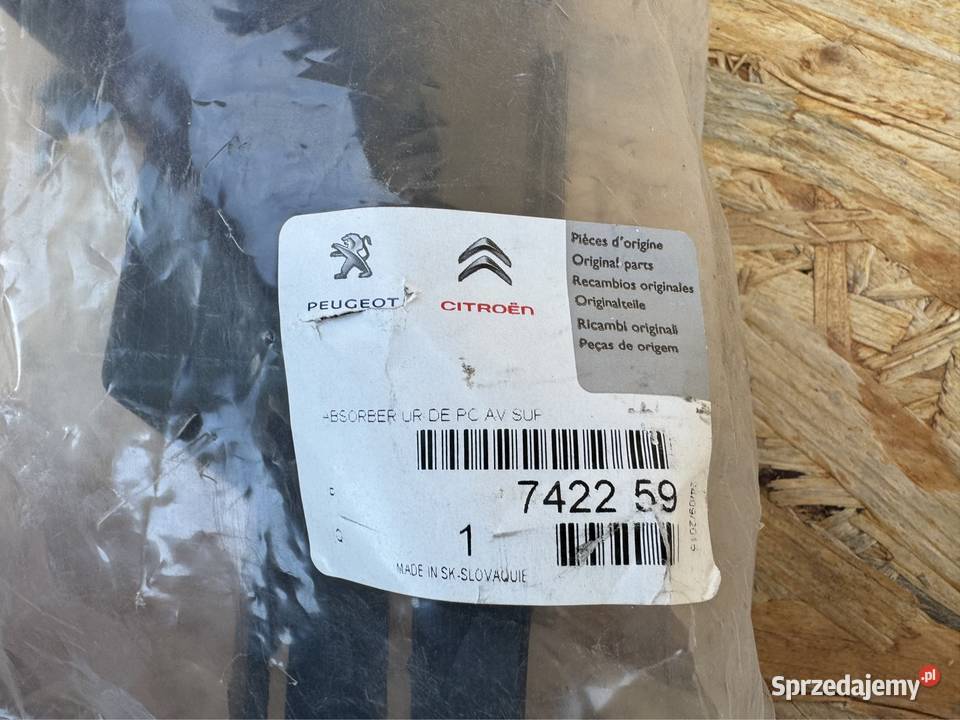 PEUGEOT
CITROËN
Pièces d'origine
Original parts
Recambios originales
Originalteile
Ricambi originali
Peças de origem
ABSORBER UR DE PC AV SUP
7422 59
1
MADE IN SK-SLOVAQUIE
Sprzedajemy.pl